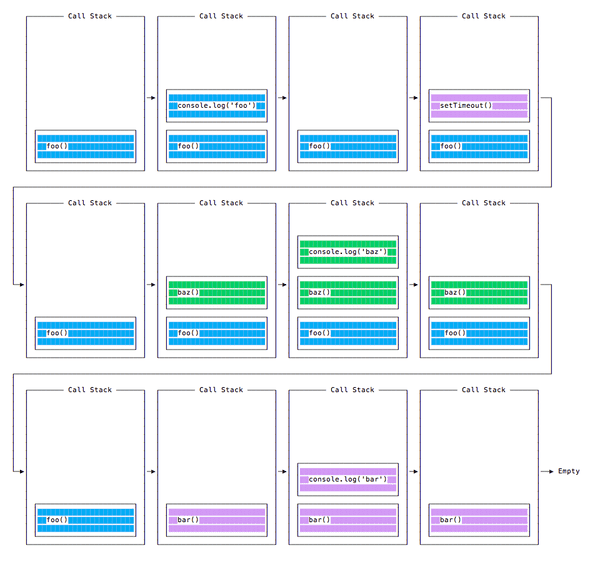 Call Stack Call Stack Call Stack Call Stack
console.log('foo') setTimeout()
foo() foo() foo() foo()
Call Stack Call Stack Call Stack Call Stack
console.log('baz')
baz() baz() baz()
foo() foo() foo() foo()
Call Stack Call Stack Call Stack Call Stack
Empty
console.log('bar')
foo() bar() bar() bar()